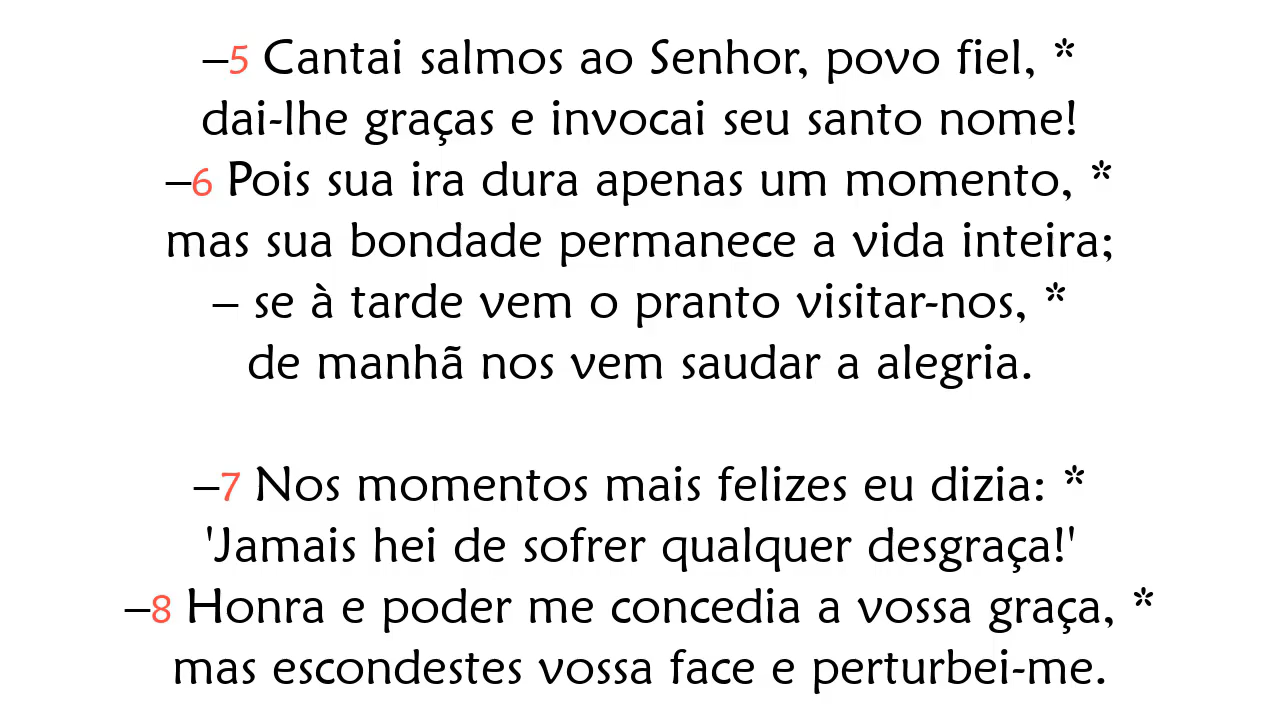 –5 Cantai salmos ao Senhor, povo fiel, *
dai-lhe graças e invocai seu santo nome!
–6 Pois sua ira dura apenas um momento, *
mas sua bondade permanece a vida inteira;
– se à tarde vem o pranto visitar-nos, *
de manhã nos vem saudar a alegria.
–7 Nos momentos mais felizes eu dizia: *
'Jamais hei de sofrer qualquer desgraça!'
–8 Honra e poder me concedia a vossa graça, *
mas escondestes vossa face e perturbei-me.